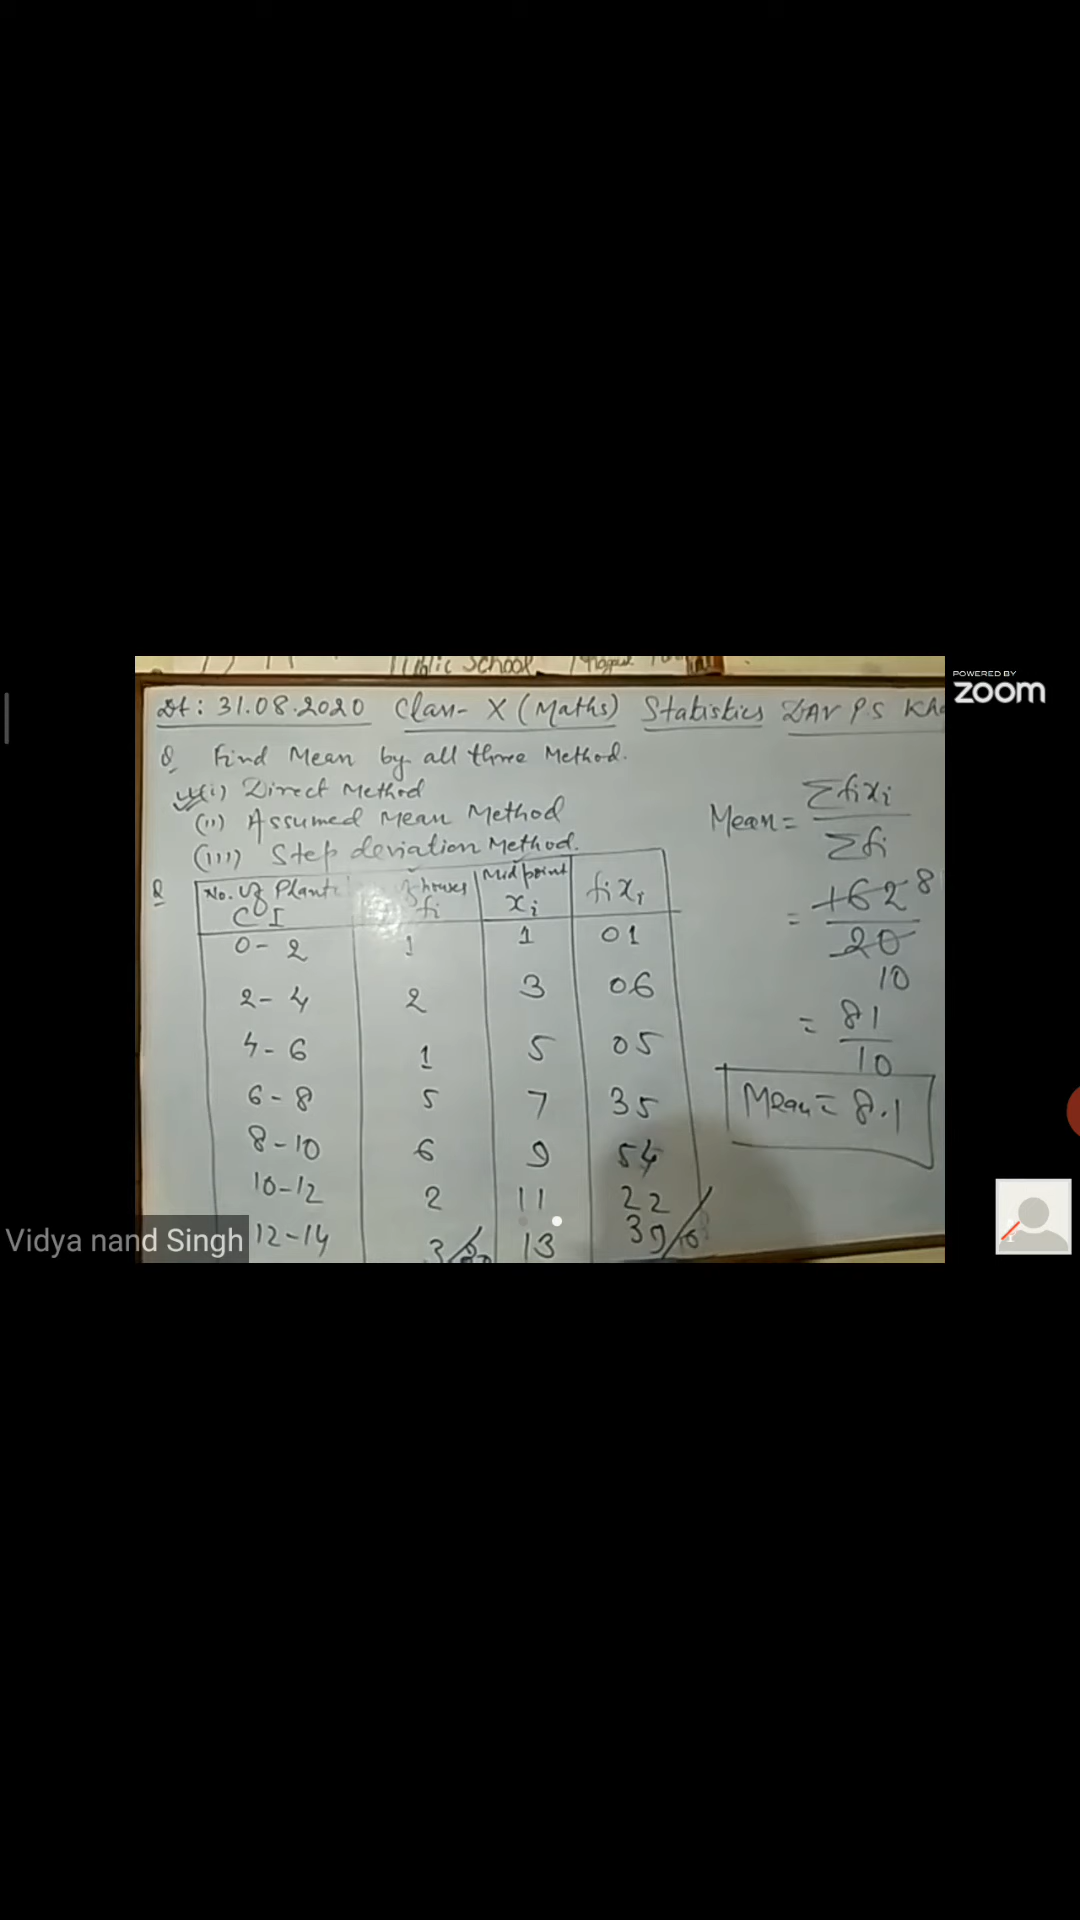 Public School
POWERED BY
zoom
Dt: 31.08.2020 Class- X (Maths) Statistics DAV P.S
Q. Find Mean by all three Method.
(i) Direct Method
(ii) Assumed Mean Method
(iii) Step deviation Method.
Mean = Σfixi / Σfi
= 162 / 20
= 81 / 10
Mean = 8.1
Q No. of Plants C I houses fi Mid point xi fixi
0-2 1 1 01
2-4 2 3 06
4-6 1 5 05
6-8 5 7 35
8-10 6 9 54
10-12 2 11 22
12-14 3 13 39
Vidya nand Singh